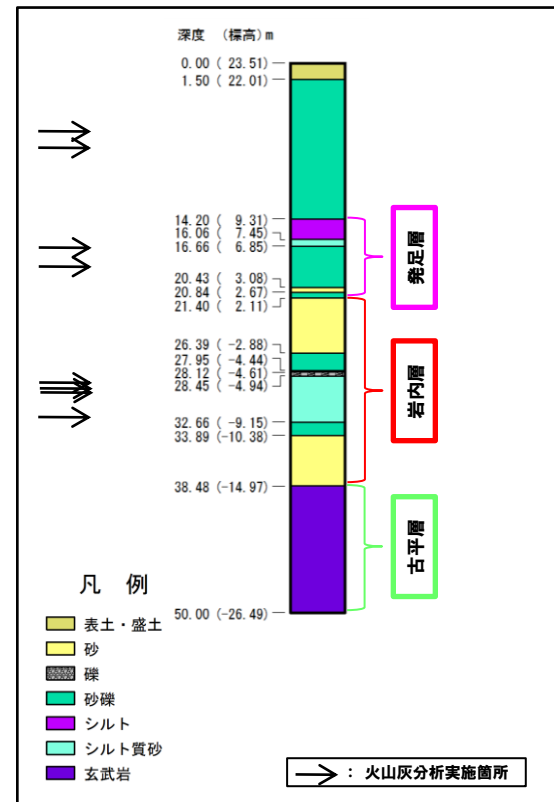 深度 (標高) m
0.00 ( 23.51)
1.50 ( 22.01)
14.20 ( 9.31)
16.06 ( 7.45)
16.66 ( 6.85)
20.43 ( 3.08)
20.84 ( 2.67)
21.40 ( 2.11)
26.39 ( -2.88)
27.95 ( -4.44)
28.12 ( -4.61)
28.45 ( -4.94)
32.66 ( -9.15)
33.89 (-10.38)
38.48 (-14.97)
50.00 (-26.49)
発足層
岩内層
古平層
凡 例
表土・盛土
砂
礫
砂礫
シルト
シルト質砂
玄武岩
: 火山灰分析実施箇所